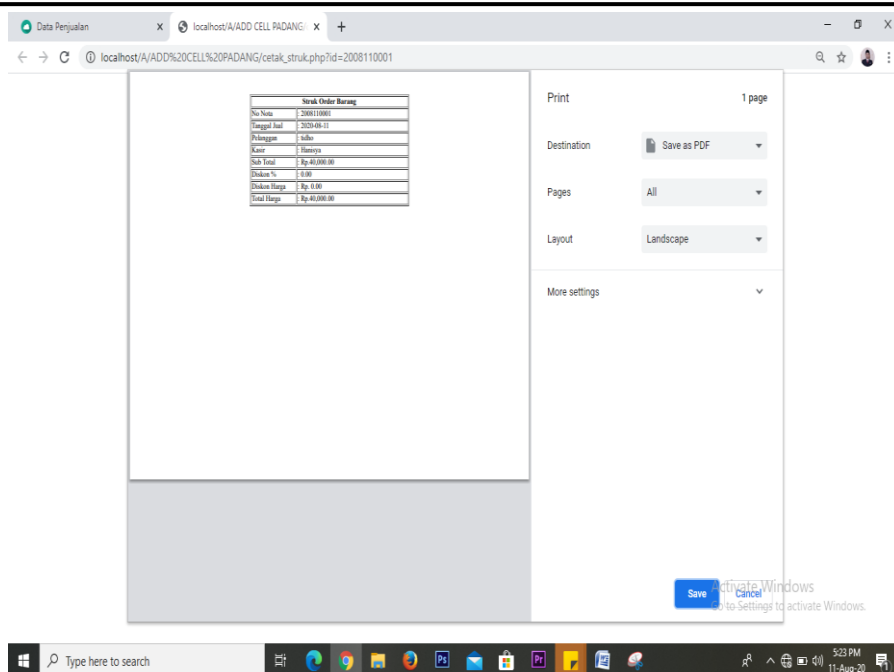 Data Penjualan
localhost/A/ADD CELL PADANG/
localhost/A/ADD%20CELL%20PADANG/cetak_struk.php?id=2008110001
Struk Order Barang
No Nota : 2008110001
Tanggal Jual : 2020-08-11
Pelanggan : tidho
Kasir : Hanisya
Sub Total : Rp.40,000.00
Diskon % : 0.00
Diskon Harga : Rp. 0.00
Total Harga : Rp.40,000.00
Print 1 page
Destination Save as PDF
Pages All
Layout Landscape
More settings
Save Cancel
Activate Windows
Go to Settings to activate Windows.
Type here to search
Ps
Pr
5:23 PM
11-Aug-20